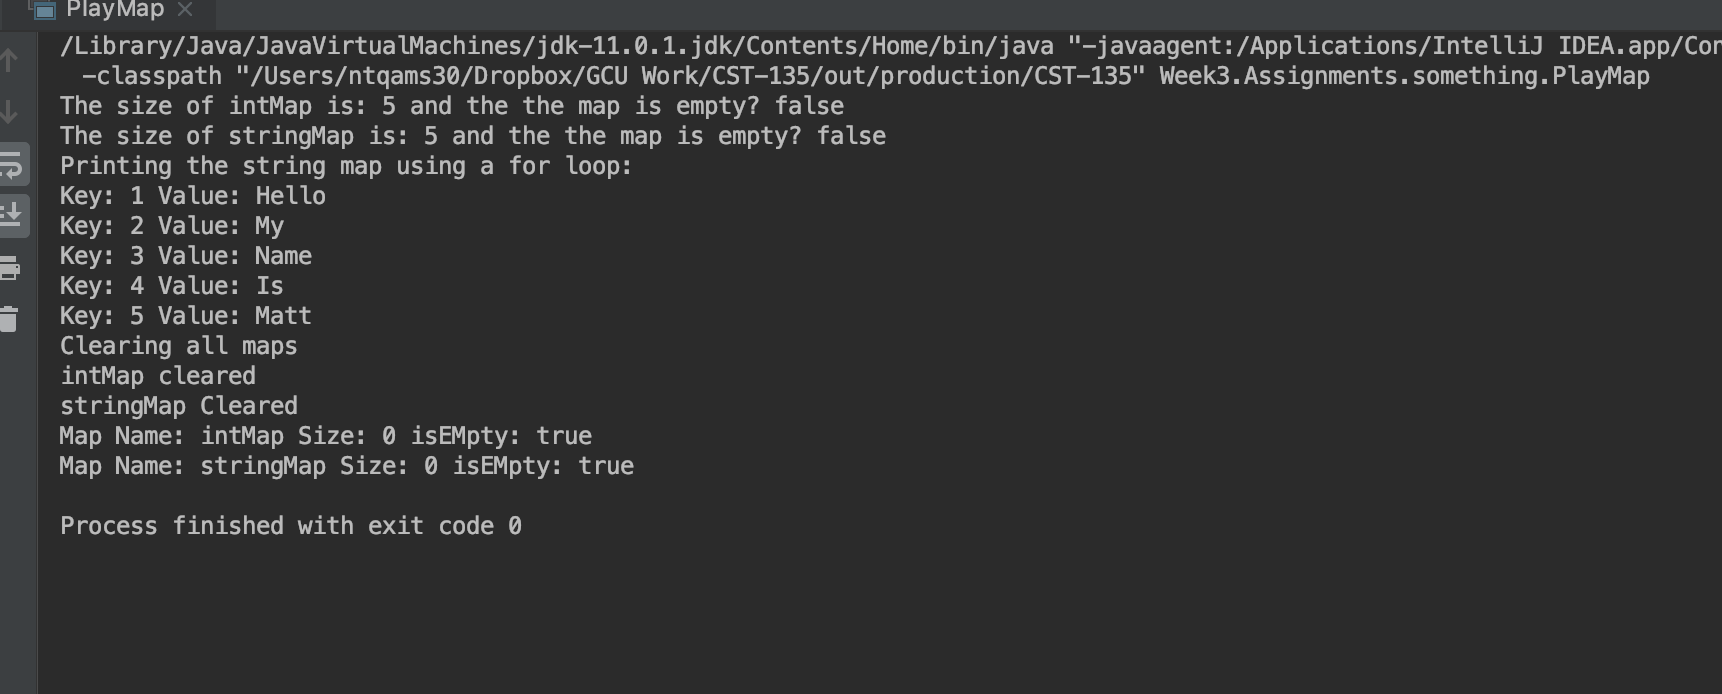 PlayMap
/Library/Java/JavaVirtualMachines/jdk-11.0.1.jdk/Contents/Home/bin/java "-javaagent:/Applications/IntelliJ IDEA.app/Con
-classpath "/Users/ntqams30/Dropbox/GCU Work/CST-135/out/production/CST-135" Week3.Assignments.something.PlayMap
The size of intMap is: 5 and the the map is empty? false
The size of stringMap is: 5 and the the map is empty? false
Printing the string map using a for loop:
Key: 1 Value: Hello
Key: 2 Value: My
Key: 3 Value: Name
Key: 4 Value: Is
Key: 5 Value: Matt
Clearing all maps
intMap cleared
stringMap Cleared
Map Name: intMap Size: 0 isEMpty: true
Map Name: stringMap Size: 0 isEMpty: true
Process finished with exit code 0